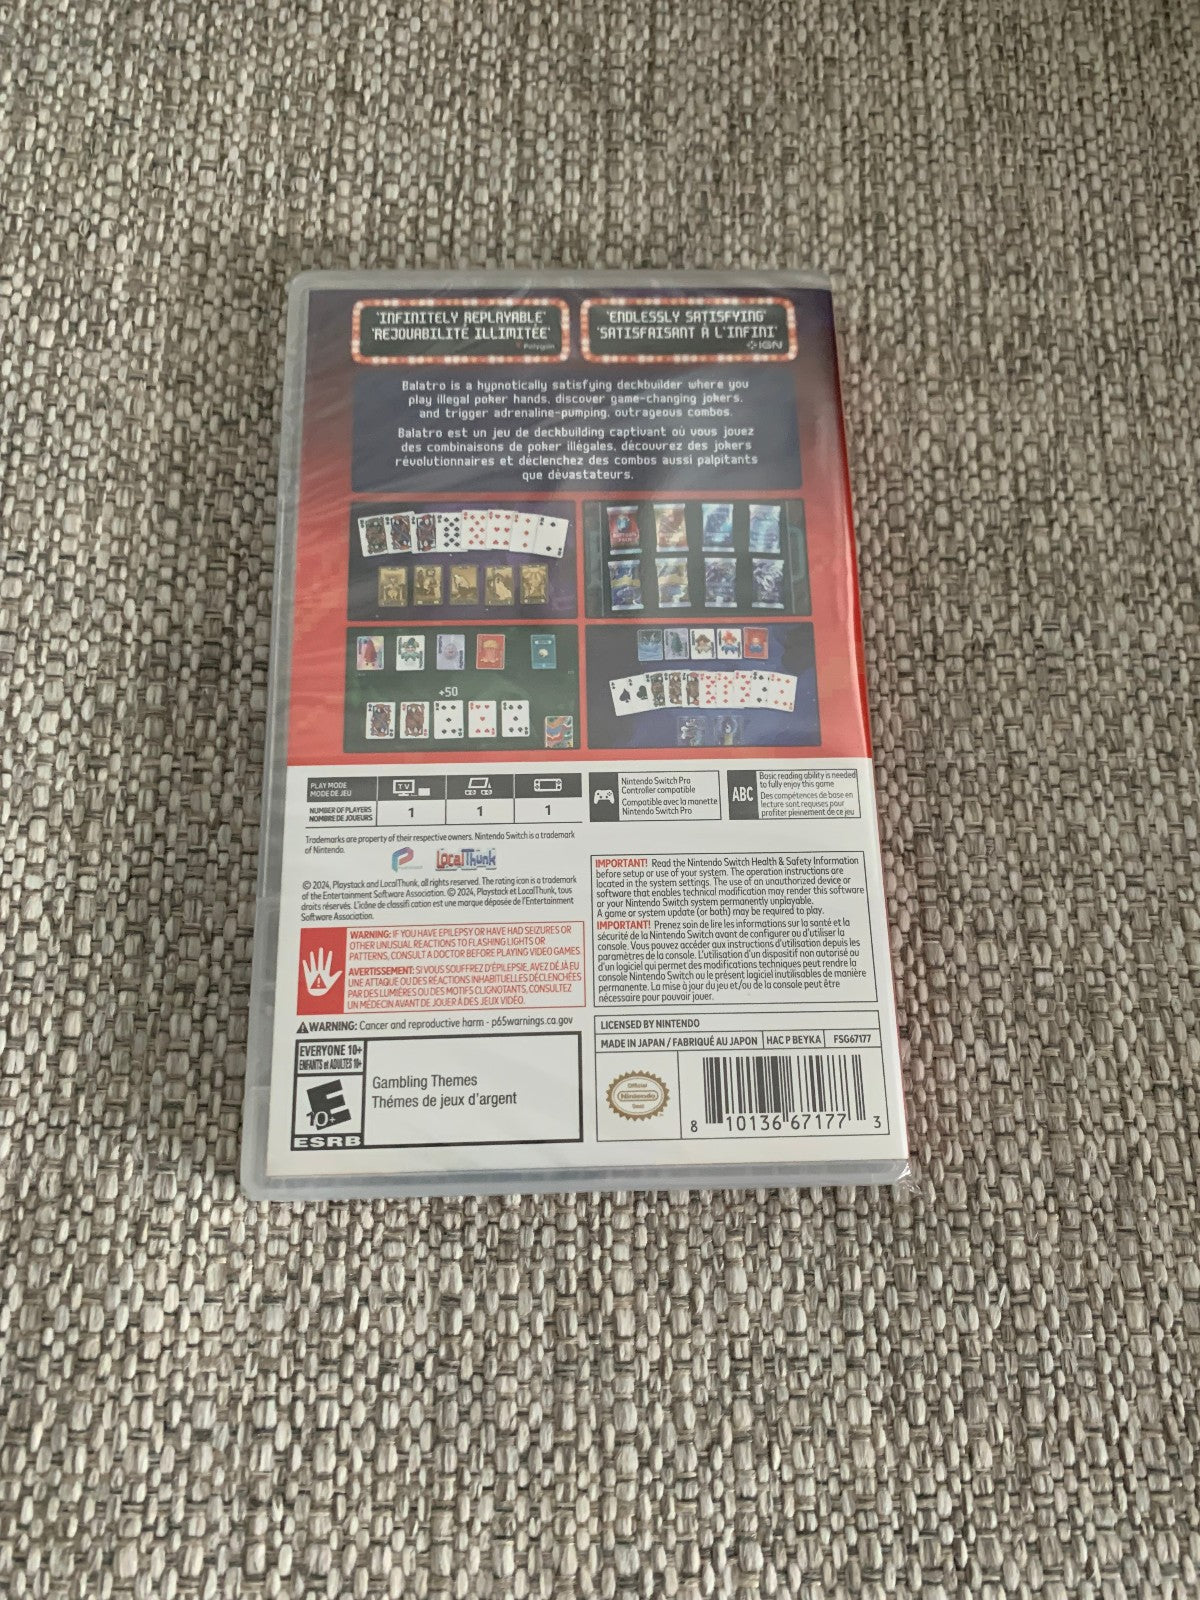 'INFINITELY REPLAYABLE'
'REJOUABILITÉ ILLIMITÉE'
Polygon
'ENDLESSLY SATISFYING'
'SATISFAISANT À L'INFINI'
IGN
Balatro is a hypnotically satisfying deckbuilder where you
play illegal poker hands, discover game-changing jokers,
and trigger adrenaline-pumping, outrageous combos.
Balatro est un jeu de deckbuilding captivant où vous jouez
des combinaisons de poker illégales, découvrez des jokers
révolutionnaires et déclenchez des combos aussi palpitants
que dévastateurs.
+50
PLAY MODE
MODE DE JEU
TV
NUMBER OF PLAYERS
NOMBRE DE JOUEURS
1
1
1
Nintendo Switch Pro
Controller compatible
Compatible avec la manette
Nintendo Switch Pro
ABC
Basic reading ability is needed
to fully enjoy this game
Des compétences de base en
lecture sont requises pour
profiter pleinement de ce jeu
Trademarks are property of their respective owners. Nintendo Switch is a trademark
of Nintendo.
LocalThunk
© 2024, Playstack and LocalThunk, all rights reserved. The rating icon is a trademark
of the Entertainment Software Association. © 2024, Playstack et LocalThunk, tous
droits réservés. L'icône de classifi cation est une marque déposée de l'Entertainment
Software Association.
WARNING: IF YOU HAVE EPILEPSY OR HAVE HAD SEIZURES OR
OTHER UNUSUAL REACTIONS TO FLASHING LIGHTS OR
PATTERNS, CONSULT A DOCTOR BEFORE PLAYING VIDEO GAMES
AVERTISSEMENT: SI VOUS SOUFFREZ D'ÉPILEPSIE, AVEZ DÉJÀ EU
UNE ATTAQUE OU DES RÉACTIONS INHABITUELLES DÉCLENCHÉES
PAR DES LUMIÈRES OU DES MOTIFS CLIGNOTANTS, CONSULTEZ
UN MÉDECIN AVANT DE JOUER À DES JEUX VIDÉO.
WARNING: Cancer and reproductive harm - p65warnings.ca.gov
IMPORTANT! Read the Nintendo Switch Health & Safety Information
before setup or use of your system. The operation instructions are
located in the system settings. The use of an unauthorized device or
software that enables technical modification may render this software
or your Nintendo Switch system permanently unplayable.
A game or system update (or both) may be required to play.
IMPORTANT! Prenez soin de lire les informations sur la santé et la
sécurité de la Nintendo Switch avant de configurer ou d'utiliser la
console. Vous pouvez accéder aux instructions d'utilisation depuis les
paramètres de la console. L'utilisation d'un dispositif non autorisé ou
d'un logiciel qui permet des modifications techniques peut rendre la
console Nintendo Switch ou le présent logiciel inutilisables de manière
permanente. La mise à jour du jeu et/ou de la console peut être
nécessaire pour pouvoir jouer.
EVERYONE 10+
ENFANTS et ADULTES 10+
E
10+
ESRB
Gambling Themes
Thémes de jeux d'argent
LICENSED BY NINTENDO
MADE IN JAPAN / FABRIQUÉ AU JAPON
HAC P BEYKA
FSG67177
Official
Nintendo
Seal
8 10136 67177 3